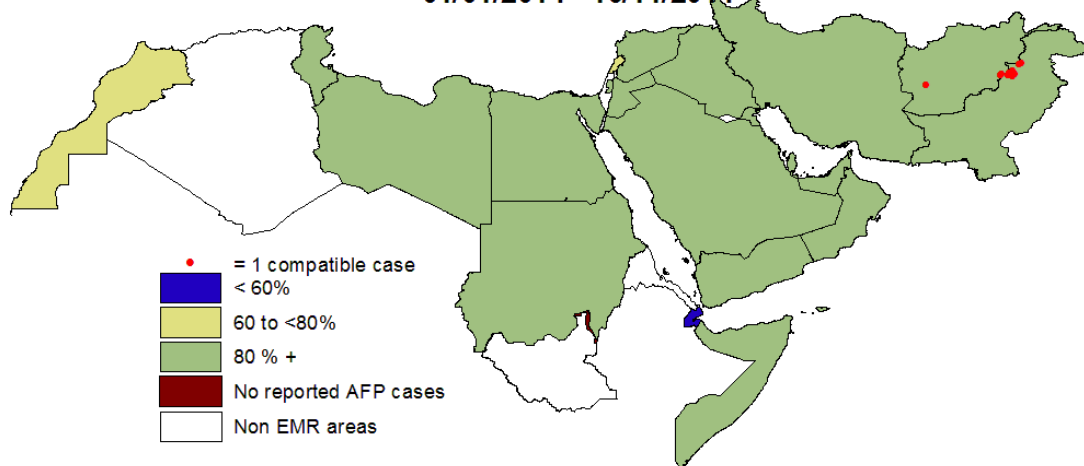 = 1 compatible case
< 60%
60 to <80%
80 % +
No reported AFP cases
Non EMR areas